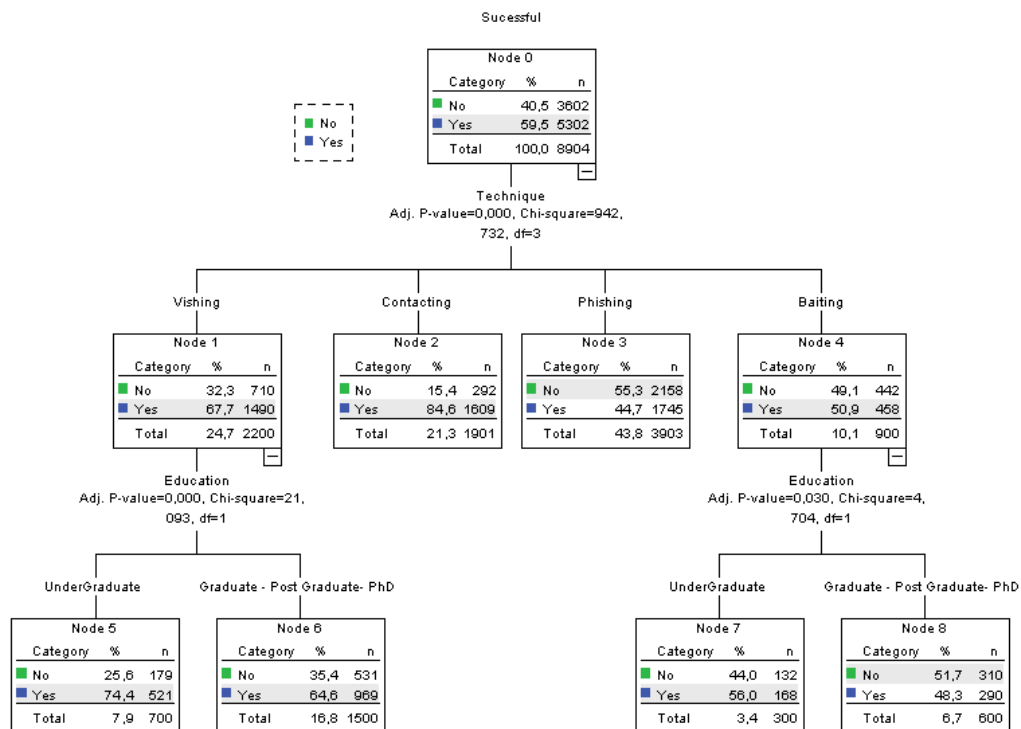 Sucessful
Node 0
Category % n
No 40,5 3602
Yes 59,5 5302
Total 100,0 8904
No
Yes
Technique
Adj. P-value=0,000, Chi-square=942,
732, df=3
Vishing
Contacting
Phishing
Baiting
Node 1
Category % n
No 32,3 710
Yes 67,7 1490
Total 24,7 2200
Node 2
Category % n
No 15,4 292
Yes 84,6 1609
Total 21,3 1901
Node 3
Category % n
No 55,3 2158
Yes 44,7 1745
Total 43,8 3903
Node 4
Category % n
No 49,1 442
Yes 50,9 458
Total 10,1 900
Education
Adj. P-value=0,000, Chi-square=21,
093, df=1
Education
Adj. P-value=0,030, Chi-square=4,
704, df=1
UnderGraduate
Graduate - Post Graduate- PhD
UnderGraduate
Graduate - Post Graduate- PhD
Node 5
Category % n
No 25,6 179
Yes 74,4 521
Total 7,9 700
Node 6
Category % n
No 35,4 531
Yes 64,6 969
Total 16,8 1500
Node 7
Category % n
No 44,0 132
Yes 56,0 168
Total 3,4 300
Node 8
Category % n
No 51,7 310
Yes 48,3 290
Total 6,7 600